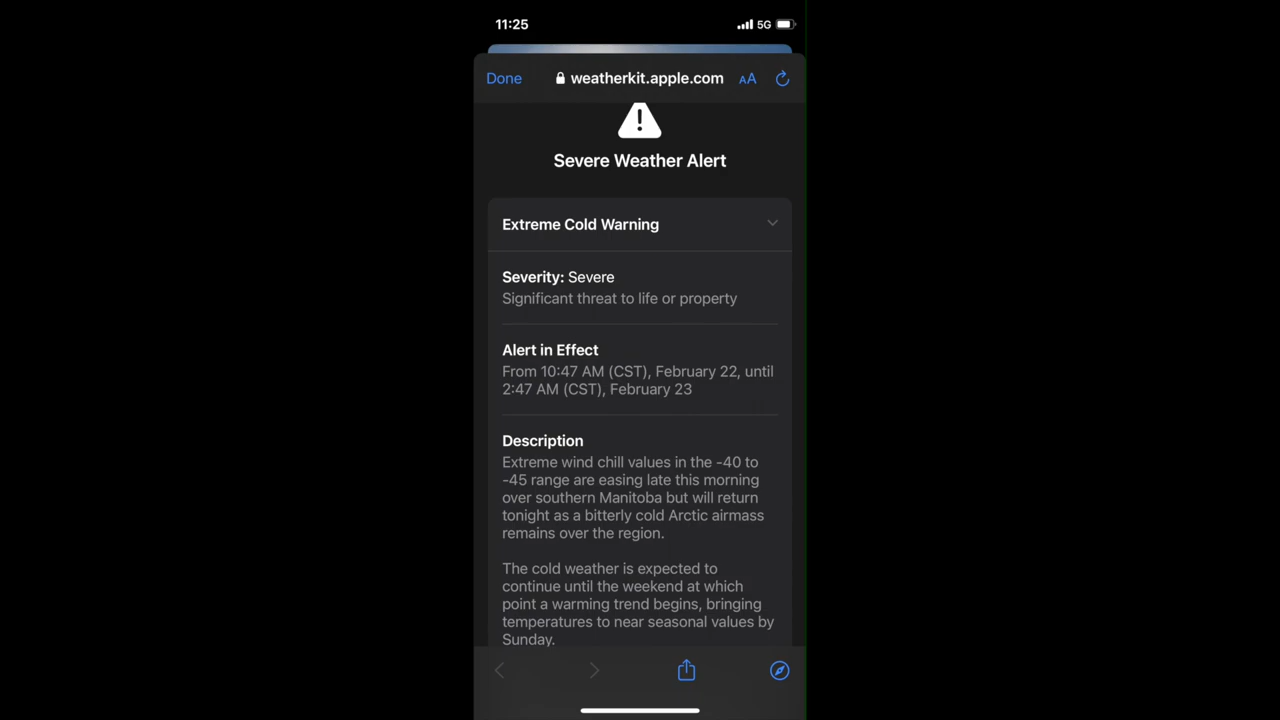 11:25
5G
Done
weatherkit.apple.com
AA
Severe Weather Alert
Extreme Cold Warning
Severity: Severe
Significant threat to life or property
Alert in Effect
From 10:47 AM (CST), February 22, until
2:47 AM (CST), February 23
Description
Extreme wind chill values in the -40 to
-45 range are easing late this morning
over southern Manitoba but will return
tonight as a bitterly cold Arctic airmass
remains over the region.
The cold weather is expected to
continue until the weekend at which
point a warming trend begins, bringing
temperatures to near seasonal values by
Sunday.